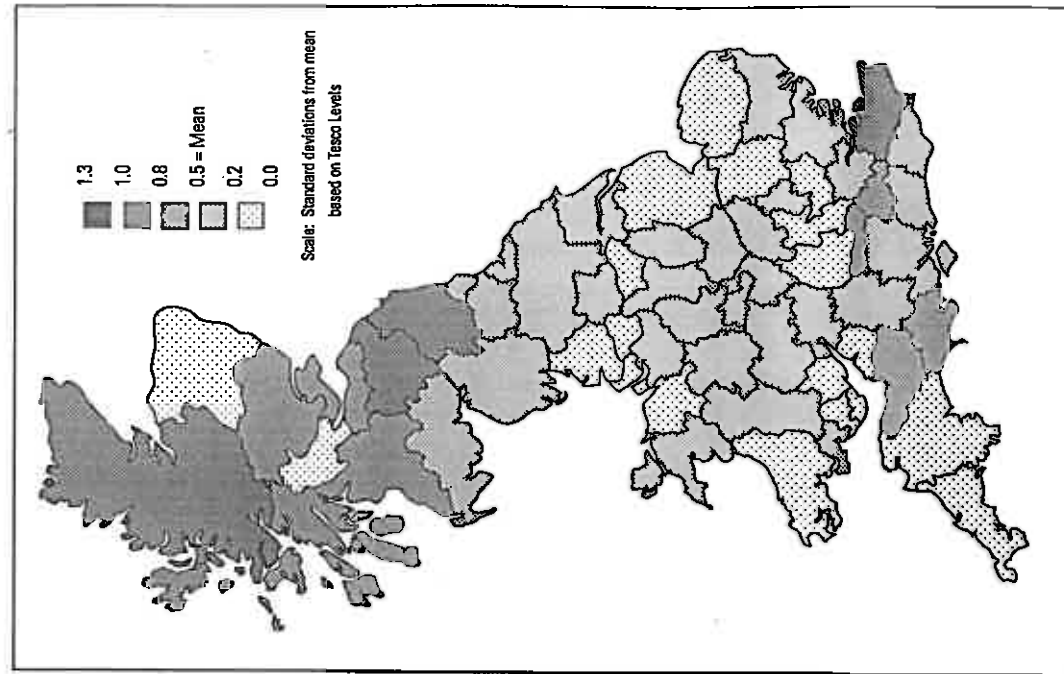 1.3
1.0
0.8
0.5 = Mean
0.2
0.0
Scale: Standard deviations from mean
based on Tesco Levels